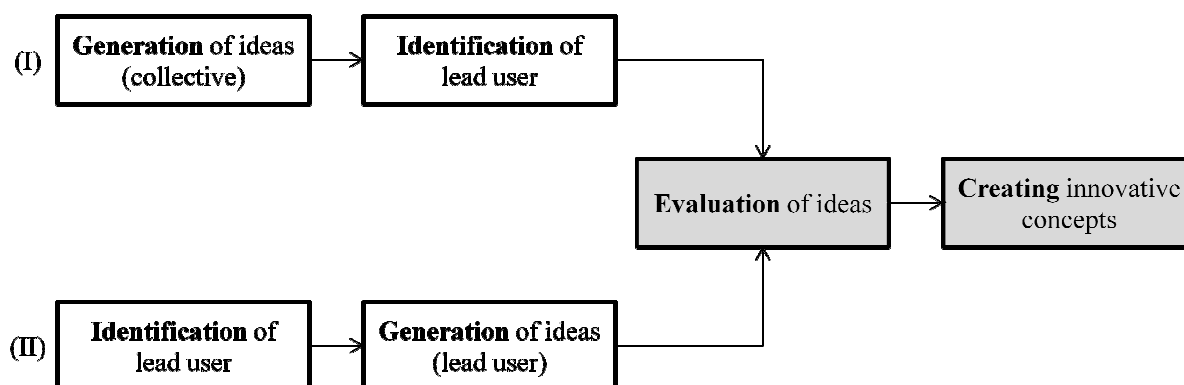 (I)
Generation of ideas
(collective)
Identification of
lead user
Evaluation of ideas
Creating innovative
concepts
(II)
Identification of
lead user
Generation of ideas
(lead user)